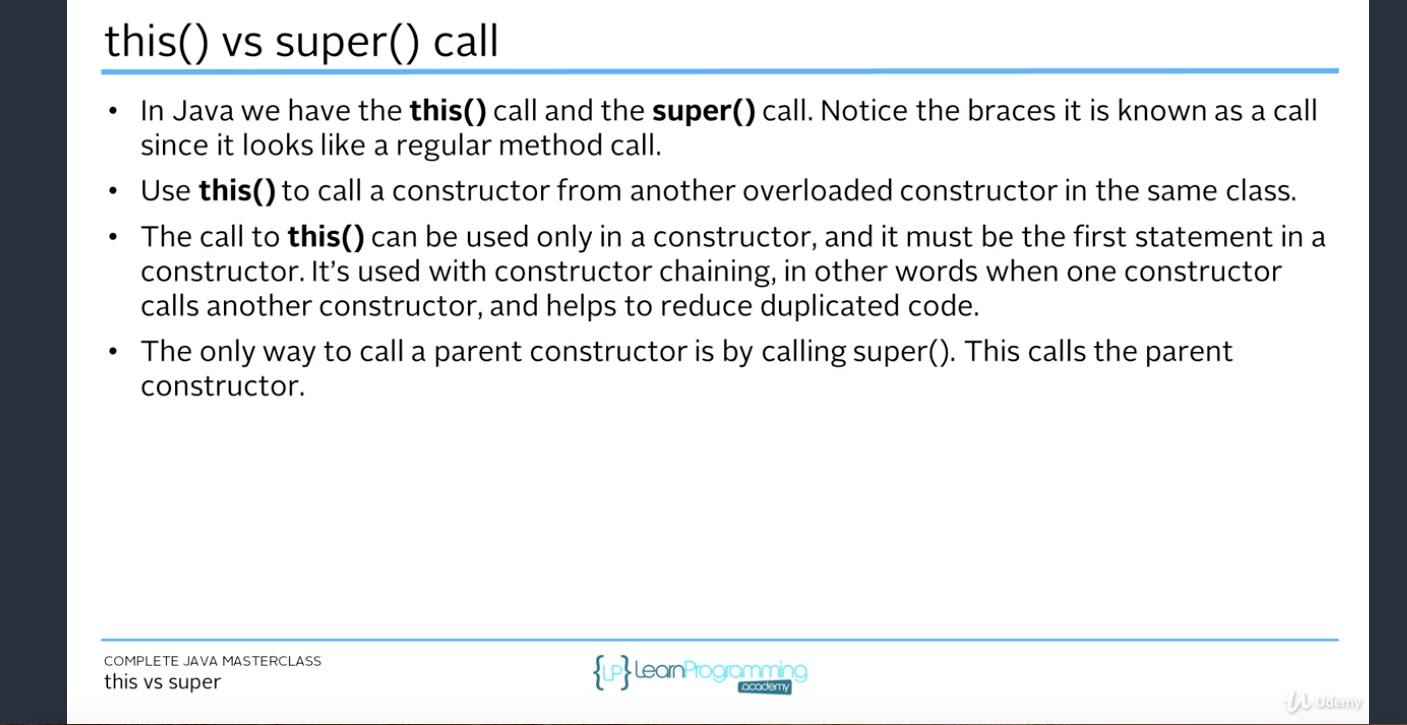 this() vs super() call
• In Java we have the this() call and the super() call. Notice the braces it is known as a call
since it looks like a regular method call.
• Use this() to call a constructor from another overloaded constructor in the same class.
• The call to this() can be used only in a constructor, and it must be the first statement in a
constructor. It's used with constructor chaining, in other words when one constructor
calls another constructor, and helps to reduce duplicated code.
• The only way to call a parent constructor is by calling super(). This calls the parent
constructor.
COMPLETE JAVA MASTERCLASS
this vs super
{LP} LearnProgramming
academy
Udemy